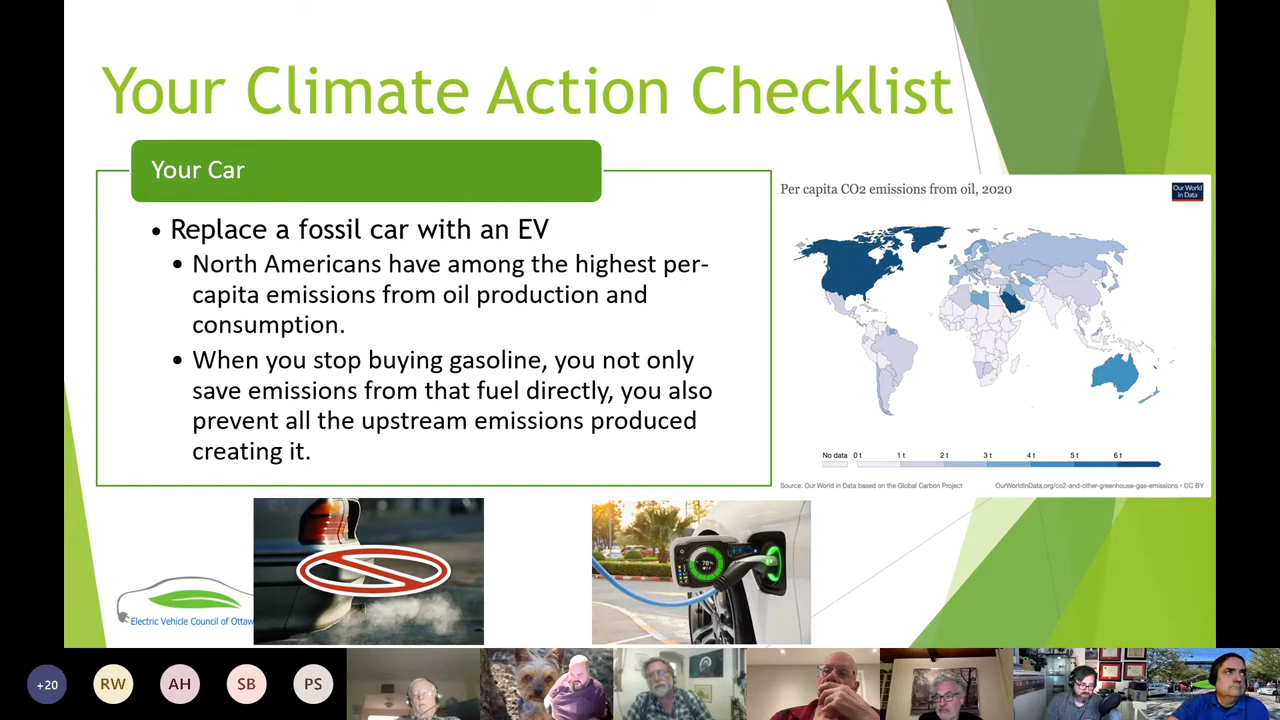 Your Climate Action Checklist
Your Car
• Replace a fossil car with an EV
• North Americans have among the highest per-
capita emissions from oil production and
consumption.
• When you stop buying gasoline, you not only
save emissions from that fuel directly, you also
prevent all the upstream emissions produced
creating it.
Per capita CO2 emissions from oil, 2020
Our World
in Data
No data 0 t 1 t 2 t 3 t 4 t 5 t 6 t
Source: Our World in Data based on the Global Carbon Project
OurWorldInData.org/co2-and-other-greenhouse-gas-emissions • CC BY
Electric Vehicle Council of Ottaw
78%
+20
RW
AH
SB
PS